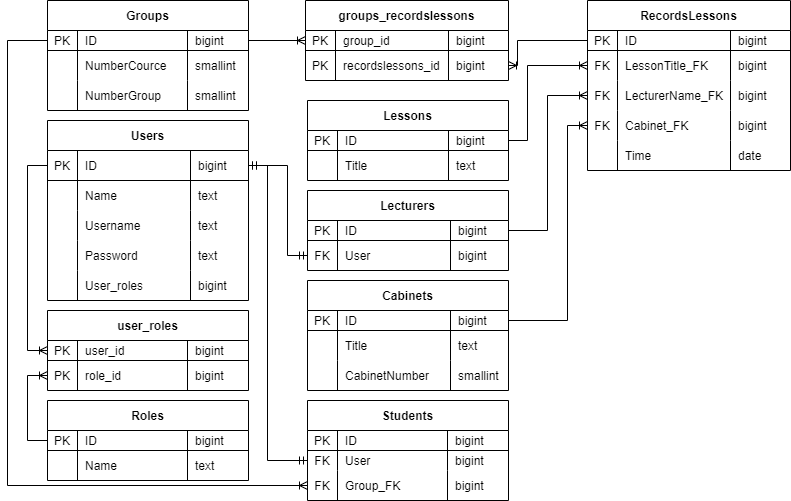 Groups
PK ID bigint
NumberCource smallint
NumberGroup smallint
Users
PK ID bigint
Name text
Username text
Password text
User_roles bigint
user_roles
PK user_id bigint
PK role_id bigint
Roles
PK ID bigint
Name text
groups_recordslessons
PK group_id bigint
PK recordslessons_id bigint
Lessons
PK ID bigint
Title text
Lecturers
PK ID bigint
FK User bigint
Cabinets
PK ID bigint
Title text
CabinetNumber smallint
Students
PK ID bigint
FK User bigint
FK Group_FK bigint
RecordsLessons
PK ID bigint
FK LessonTitle_FK bigint
FK LecturerName_FK bigint
FK Cabinet_FK bigint
Time date